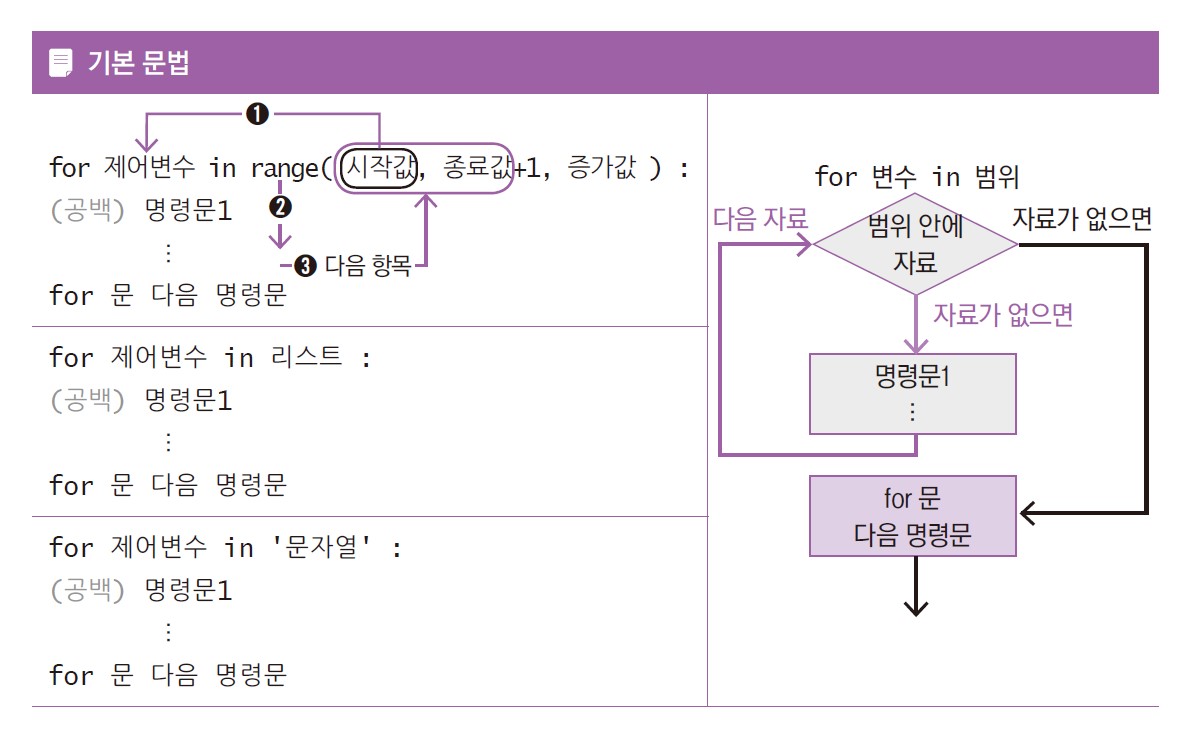 기본 문법
❶
for 제어변수 in range( 시작값, 종료값+1, 증가값 ) :
(공백) 명령문1
❷
⋮
❸ 다음 항목
for 문 다음 명령문
for 제어변수 in 리스트 :
(공백) 명령문1
⋮
for 문 다음 명령문
for 제어변수 in '문자열' :
(공백) 명령문1
⋮
for 문 다음 명령문
for 변수 in 범위
다음 자료
범위 안에
자료
자료가 없으면
자료가 없으면
명령문1
⋮
for 문
다음 명령문